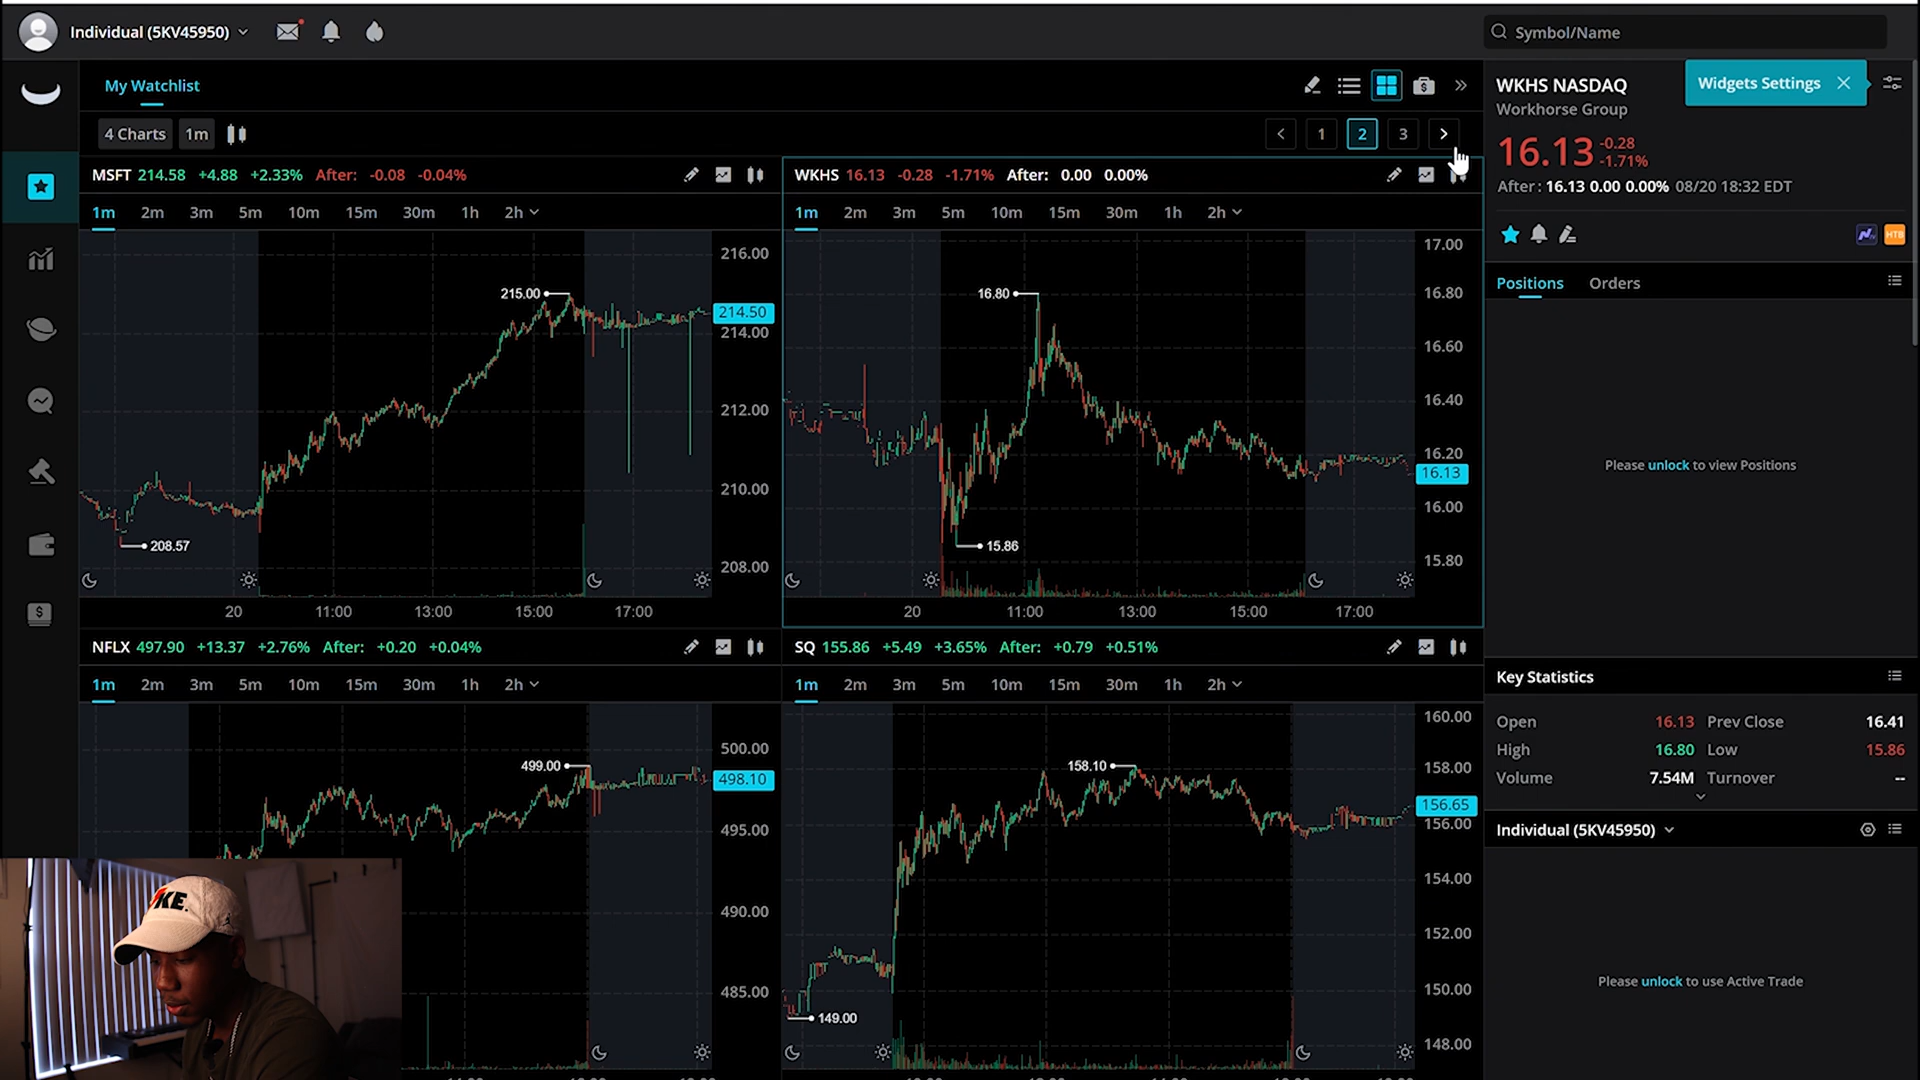 Individual (5KV45950)
Symbol/Name
My Watchlist
4 Charts 1m
1 2 3
MSFT 214.58 +4.88 +2.33% After: -0.08 -0.04%
1m 2m 3m 5m 10m 15m 30m 1h 2h
216.00
215.00
214.50
214.00
212.00
210.00
208.57
208.00
20 11:00 13:00 15:00 17:00
WKHS 16.13 -0.28 -1.71% After: 0.00 0.00%
1m 2m 3m 5m 10m 15m 30m 1h 2h
17.00
16.80
16.80
16.60
16.40
16.20
16.13
16.00
15.86
15.80
20 11:00 13:00 15:00 17:00
NFLX 497.90 +13.37 +2.76% After: +0.20 +0.04%
1m 2m 3m 5m 10m 15m 30m 1h 2h
500.00
499.00
498.10
495.00
490.00
485.00
SQ 155.86 +5.49 +3.65% After: +0.79 +0.51%
1m 2m 3m 5m 10m 15m 30m 1h 2h
160.00
158.10
158.00
156.65
156.00
154.00
152.00
150.00
149.00
148.00
WKHS NASDAQ
Widgets Settings
Workhorse Group
16.13 -0.28
-1.71%
After : 16.13 0.00 0.00% 08/20 18:32 EDT
HTB
Positions Orders
Please unlock to view Positions
Key Statistics
Open 16.13 Prev Close 16.41
High 16.80 Low 15.86
Volume 7.54M Turnover --
Individual (5KV45950)
Please unlock to use Active Trade